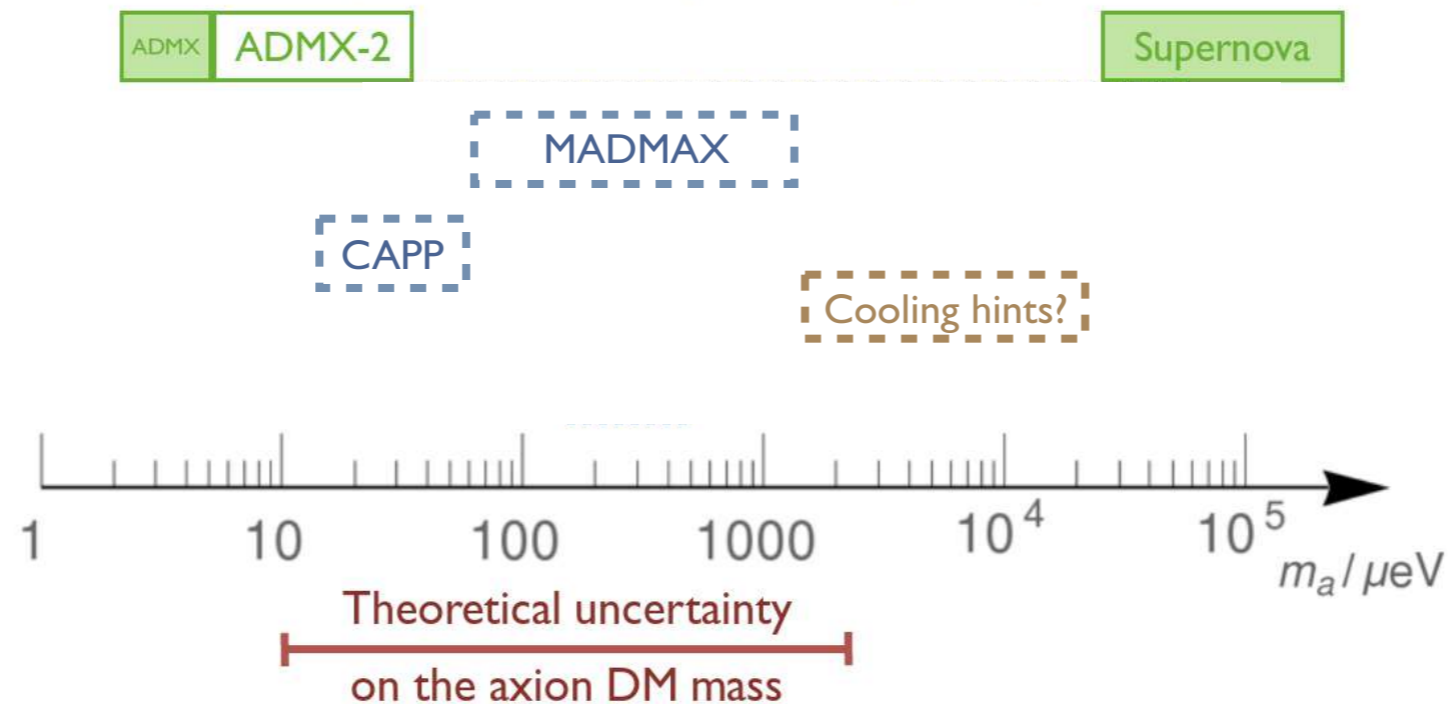 ADMX ADMX-2 Supernova
MADMAX
CAPP
Cooling hints?
1 10 100 1000 10⁴ 10⁵
mₐ / μeV
Theoretical uncertainty
on the axion DM mass